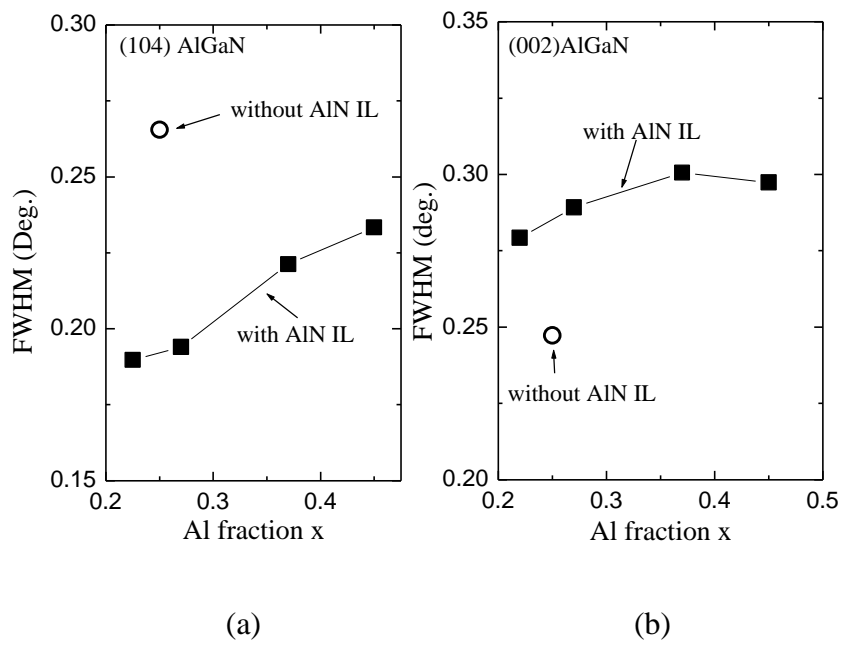 (104) AlGaN
without AlN IL
with AlN IL
FWHM (Deg.)
0.30
0.25
0.20
0.15
0.2 0.3 0.4
Al fraction x
(a)
(002)AlGaN
with AlN IL
without AlN IL
FWHM (deg.)
0.35
0.30
0.25
0.20
0.2 0.3 0.4 0.5
Al fraction x
(b)